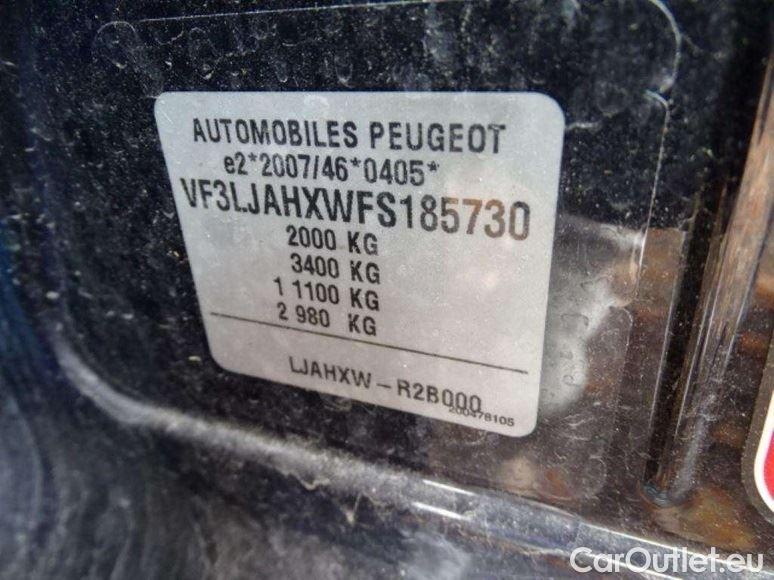 AUTOMOBILES PEUGEOT
e2*2007/46*0405*
VF3LJAHXWFS185730
2000 KG
3400 KG
1 1100 KG
2 980 KG
LJAHXW - R2B000
200478105
CarOutlet.eu